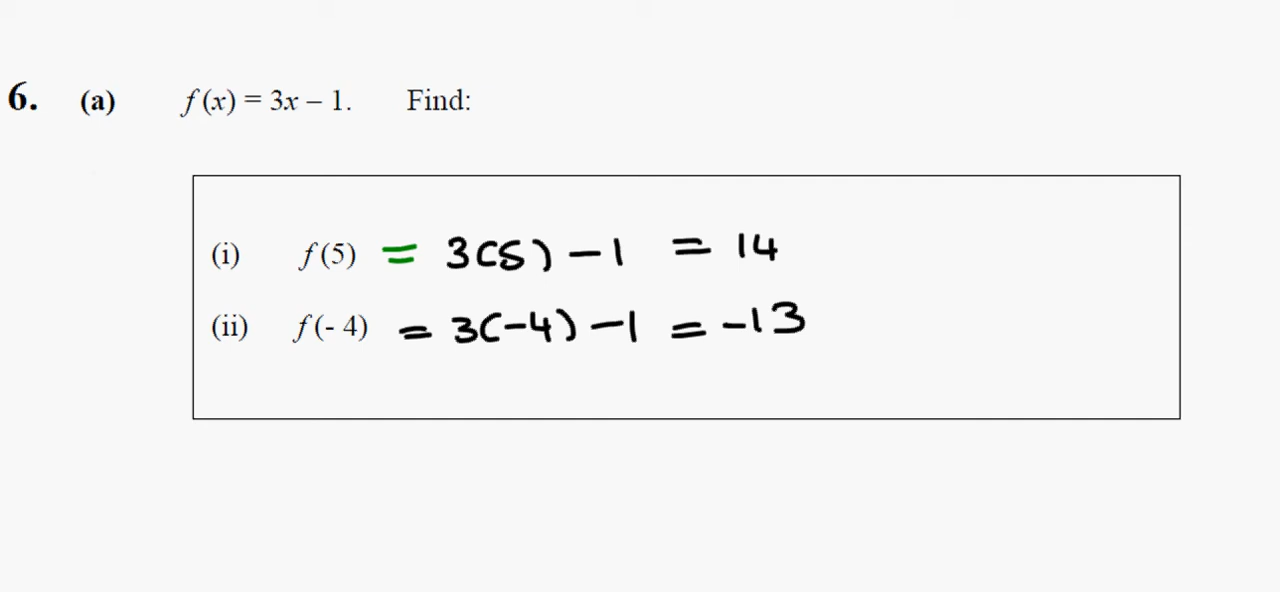 6. (a) f(x) = 3x – 1. Find:
(i) f(5) = 3(5) – 1 = 14
(ii) f(- 4) = 3(-4) – 1 = -13